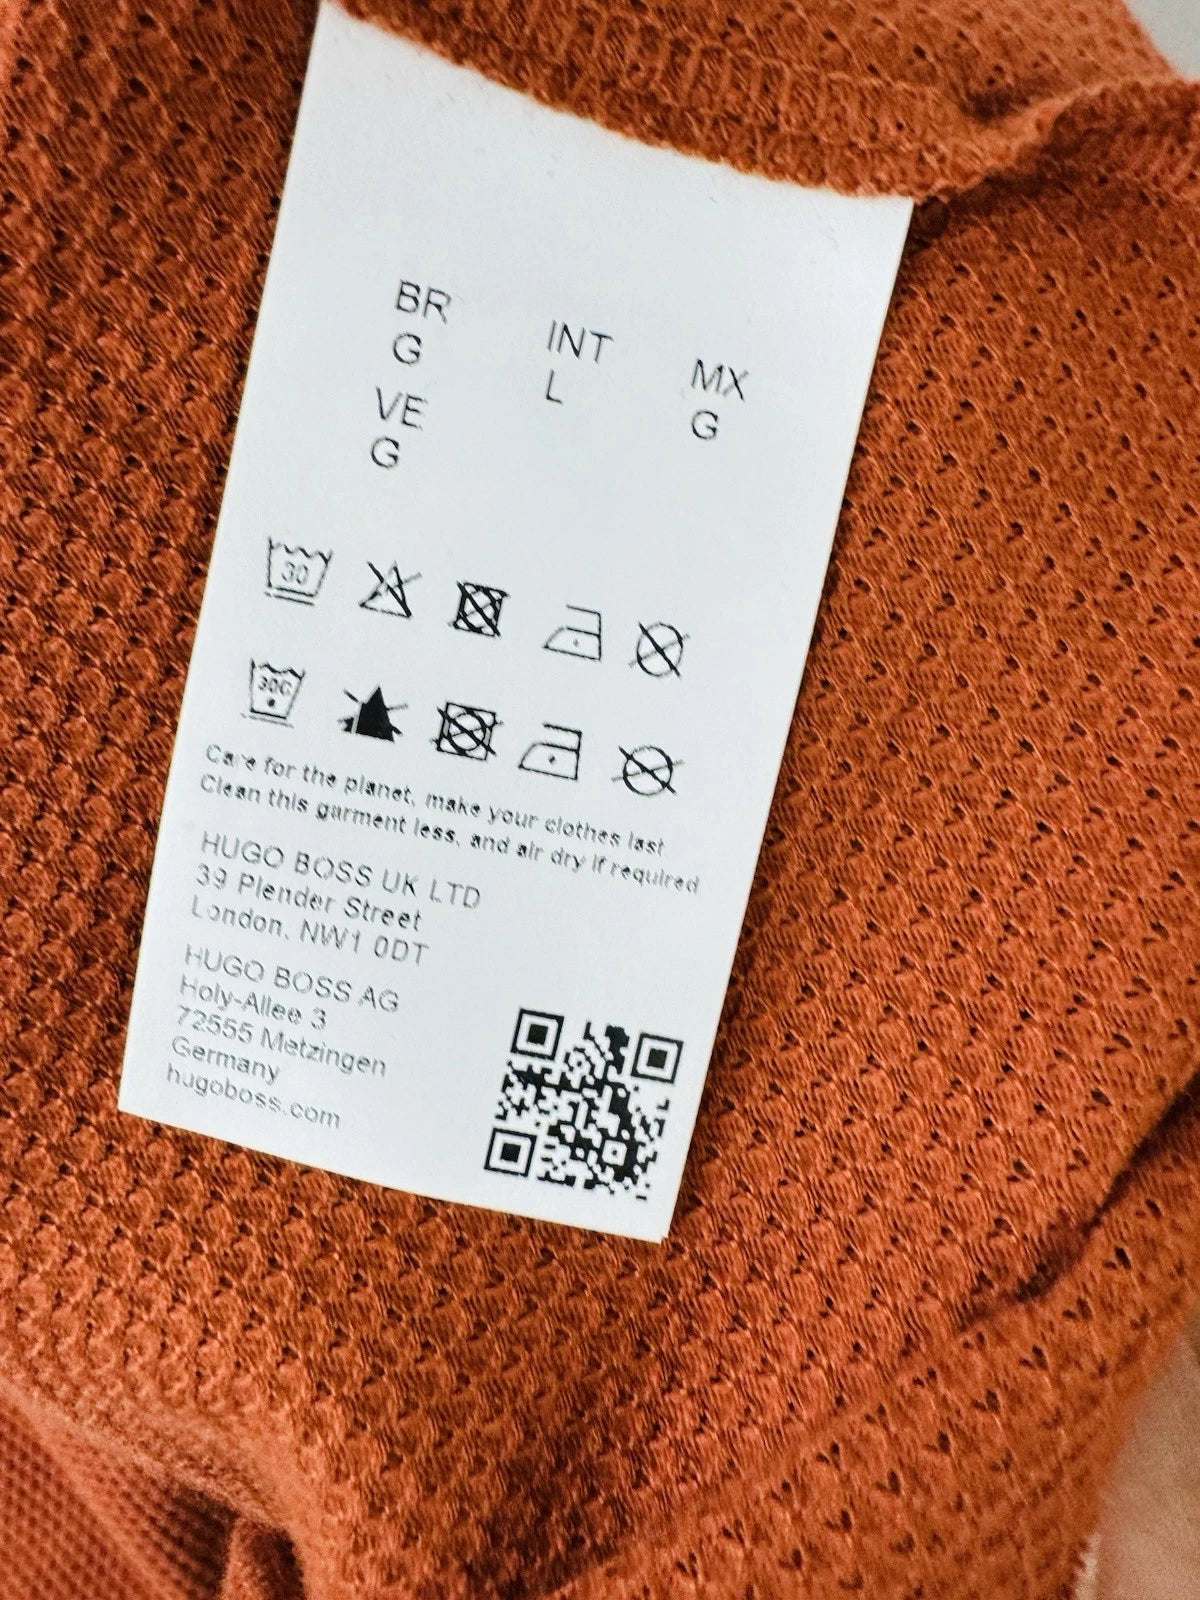 BR INT MX
G L G
VE
G
30
30C
Care for the planet, make your clothes last
Clean this garment less, and air dry if required
HUGO BOSS UK LTD
39 Plender Street
London, NW1 0DT
HUGO BOSS AG
Holy-Allee 3
72555 Metzingen
Germany
hugoboss.com